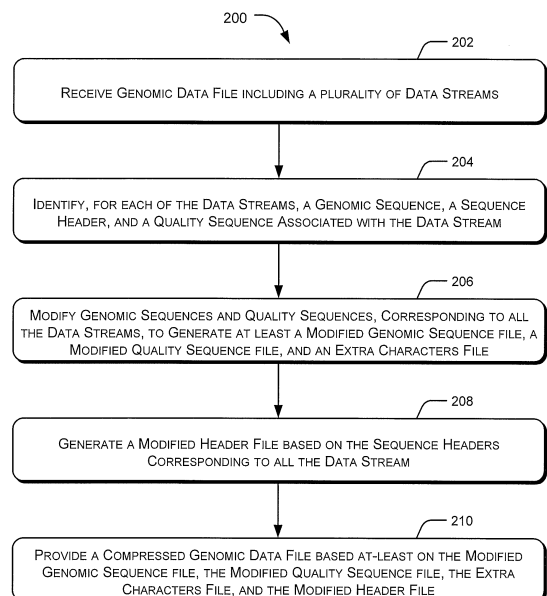 200
202
RECEIVE GENOMIC DATA FILE INCLUDING A PLURALITY OF DATA STREAMS
204
IDENTIFY, FOR EACH OF THE DATA STREAMS, A GENOMIC SEQUENCE, A SEQUENCE
HEADER, AND A QUALITY SEQUENCE ASSOCIATED WITH THE DATA STREAM
206
MODIFY GENOMIC SEQUENCES AND QUALITY SEQUENCES, CORRESPONDING TO ALL
THE DATA STREAMS, TO GENERATE AT LEAST A MODIFIED GENOMIC SEQUENCE FILE, A
MODIFIED QUALITY SEQUENCE FILE, AND AN EXTRA CHARACTERS FILE
208
GENERATE A MODIFIED HEADER FILE BASED ON THE SEQUENCE HEADERS
CORRESPONDING TO ALL THE DATA STREAM
210
PROVIDE A COMPRESSED GENOMIC DATA FILE BASED AT-LEAST ON THE MODIFIED
GENOMIC SEQUENCE FILE, THE MODIFIED QUALITY SEQUENCE FILE, THE EXTRA
CHARACTERS FILE, AND THE MODIFIED HEADER FILE